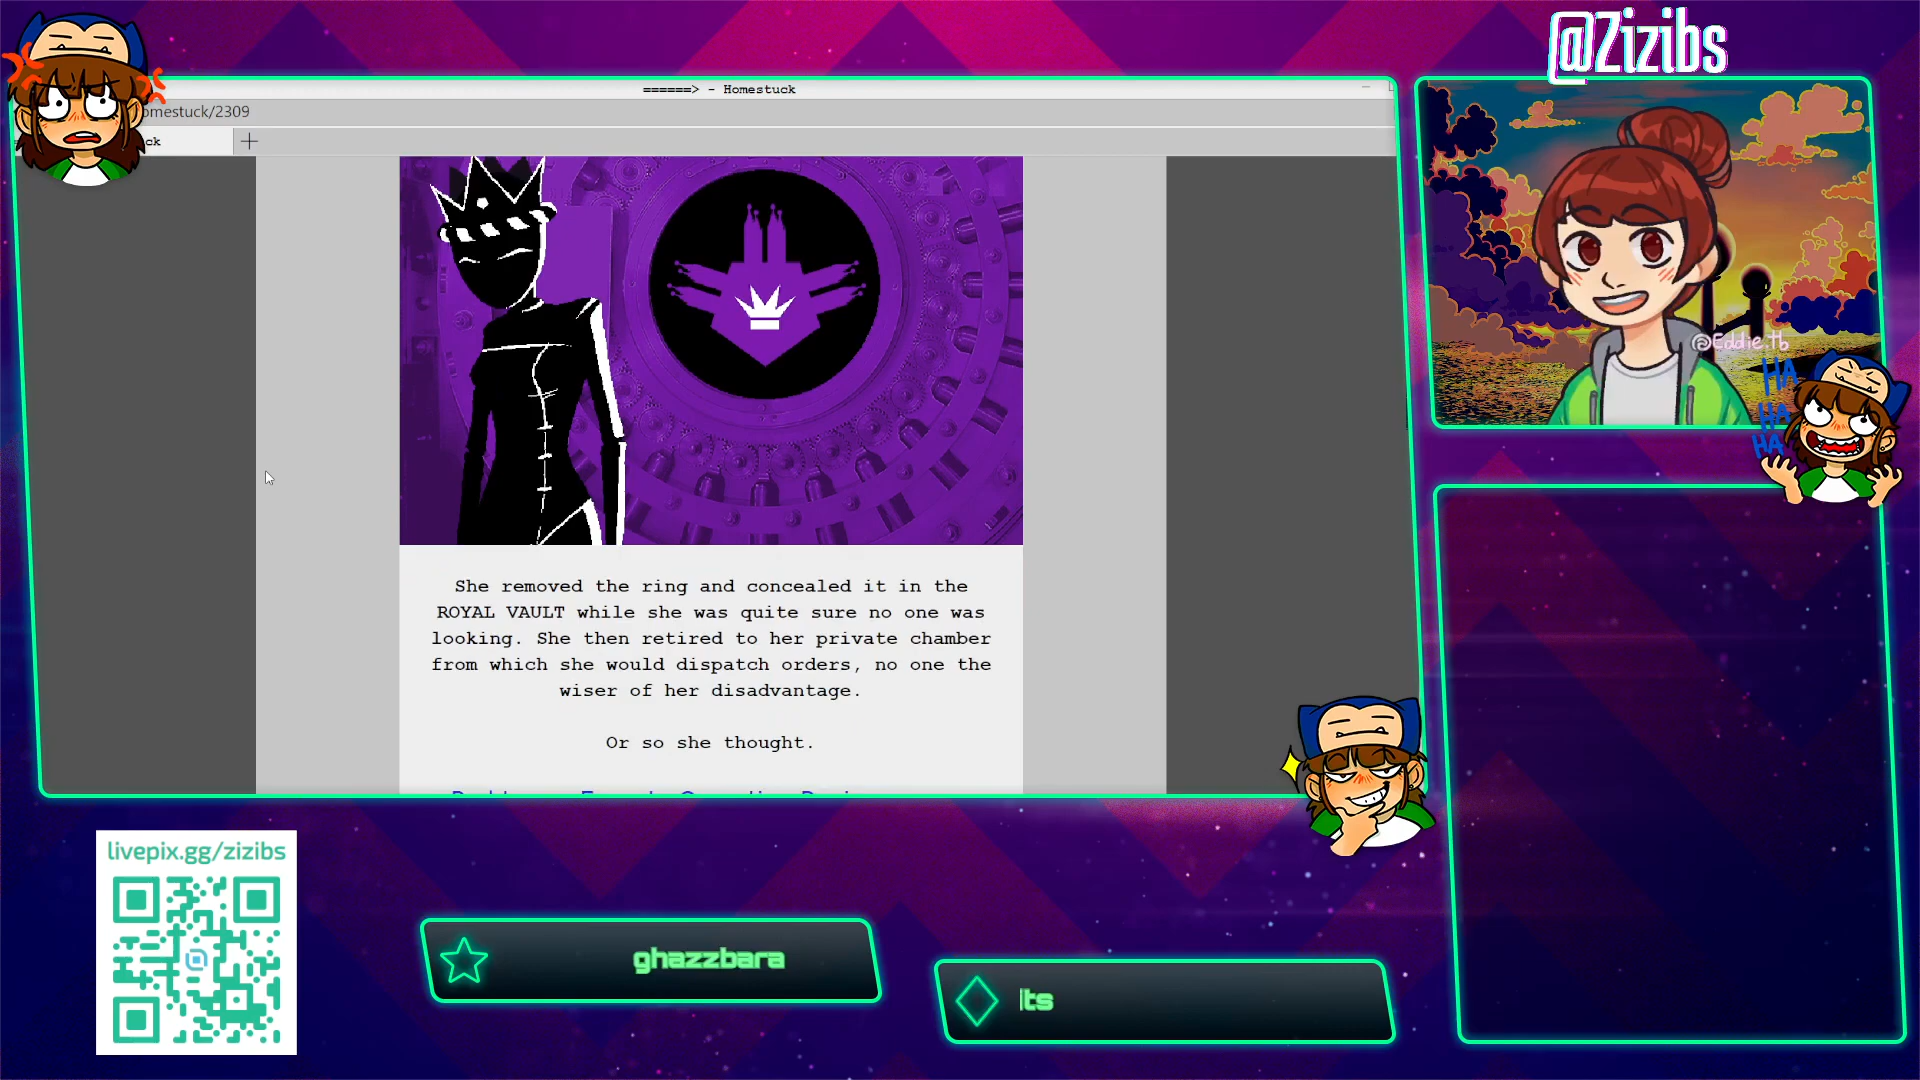 @Zizibs
======> - Homestuck
omestuck/2309
ck
She removed the ring and concealed it in the
ROYAL VAULT while she was quite sure no one was
looking. She then retired to her private chamber
from which she would dispatch orders, no one the
wiser of her disadvantage.
Or so she thought.
@Eddie.tb
HA
HA
HA
livepix.gg/zizibs
ghazzbara
lts